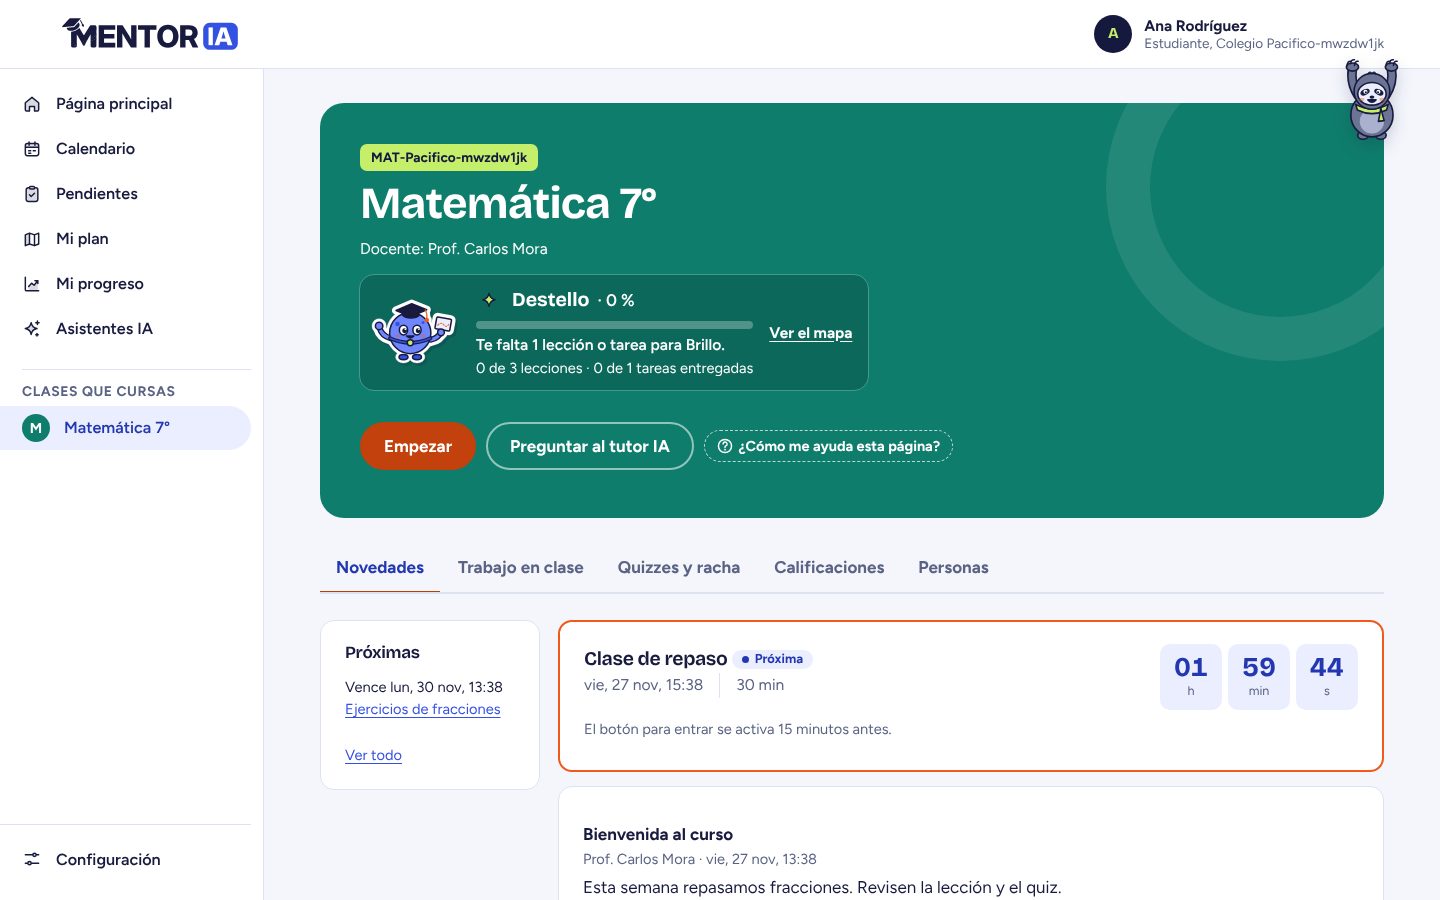 MENTOR IA
A
Ana Rodríguez
Estudiante, Colegio Pacifico-mwzdw1jk
Página principal
Calendario
Pendientes
Mi plan
Mi progreso
Asistentes IA
CLASES QUE CURSAS
M
Matemática 7°
Configuración
MAT-Pacifico-mwzdw1jk
Matemática 7°
Docente: Prof. Carlos Mora
Destello · 0 %
Te falta 1 lección o tarea para Brillo.
0 de 3 lecciones · 0 de 1 tareas entregadas
Ver el mapa
Empezar
Preguntar al tutor IA
¿Cómo me ayuda esta página?
Novedades
Trabajo en clase
Quizzes y racha
Calificaciones
Personas
Próximas
Vence lun, 30 nov, 13:38
Ejercicios de fracciones
Ver todo
Clase de repaso
Próxima
vie, 27 nov, 15:38
30 min
01 59 44
h min s
El botón para entrar se activa 15 minutos antes.
Bienvenida al curso
Prof. Carlos Mora · vie, 27 nov, 13:38
Esta semana repasamos fracciones. Revisen la lección y el quiz.